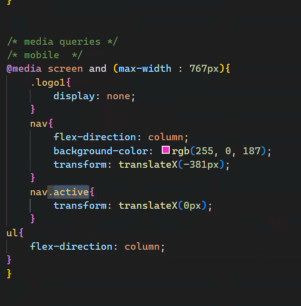 }
/* media queries */
/* mobile  */
@media screen and (max-width : 767px){
    .logo1{
        display: none;
    }
    nav{
        flex-direction: column;
        background-color: rgb(255, 0, 187);
        transform: translateX(-381px);
    }
    nav.active{
        transform: translateX(0px);
    }
ul{
    flex-direction: column;
}
}